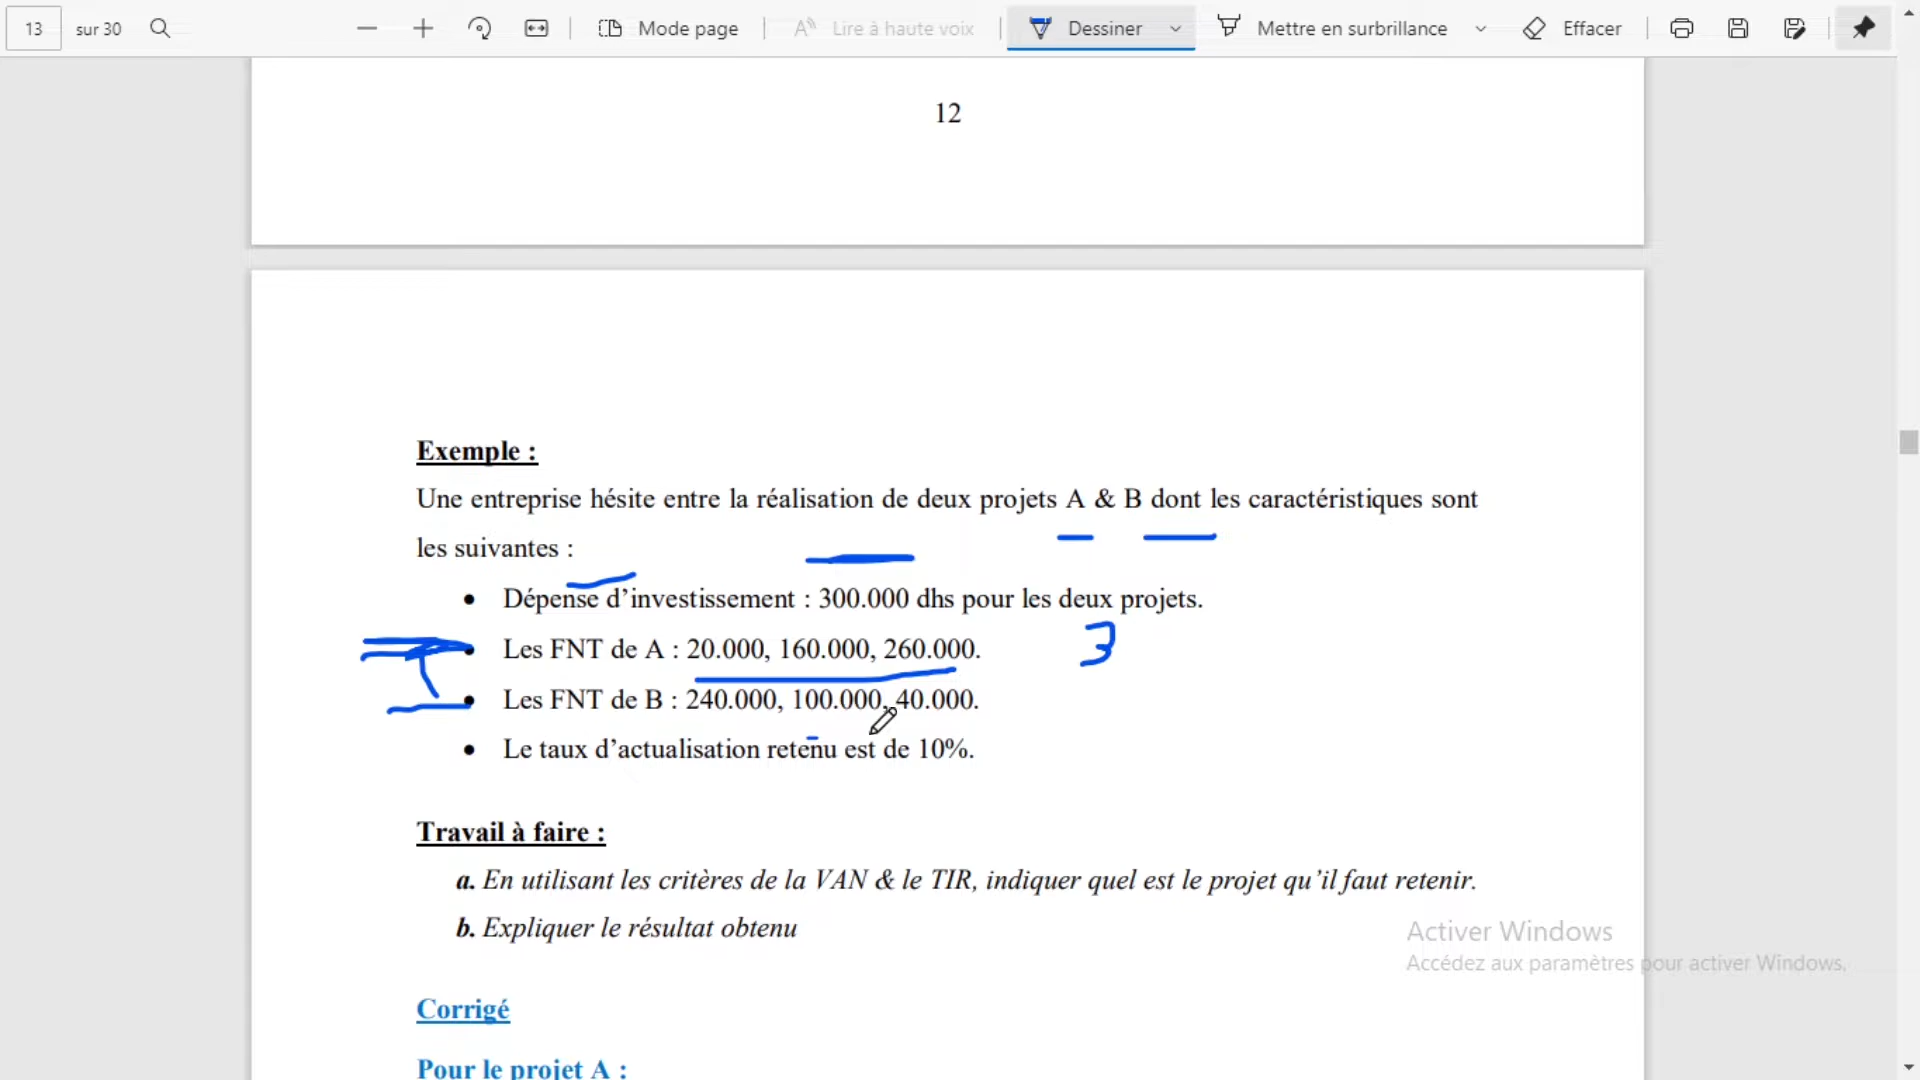 13 sur 30 Mode page Lire à haute voix Dessiner Mettre en surbrillance Effacer
12
Exemple :
Une entreprise hésite entre la réalisation de deux projets A & B dont les caractéristiques sont
les suivantes :
• Dépense d’investissement : 300.000 dhs pour les deux projets.
• Les FNT de A : 20.000, 160.000, 260.000. 3
• Les FNT de B : 240.000, 100.000, 40.000.
• Le taux d’actualisation retenu est de 10%.
Travail à faire :
a. En utilisant les critères de la VAN & le TIR, indiquer quel est le projet qu’il faut retenir.
b. Expliquer le résultat obtenu
Activer Windows
Accédez aux paramètres pour activer Windows.
Corrigé
Pour le projet A :